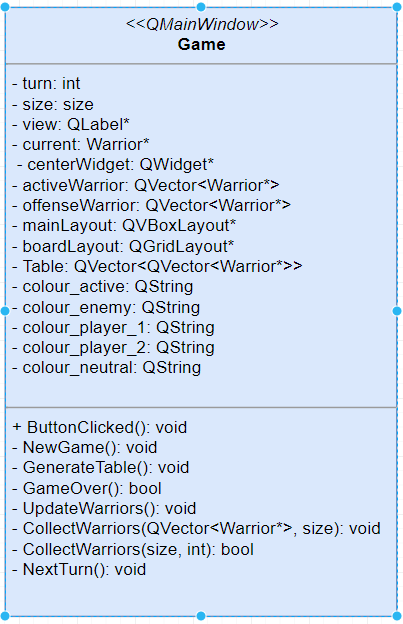 <<QMainWindow>>
Game
- turn: int
- size: size
- view: QLabel*
- current: Warrior*
- centerWidget: QWidget*
- activeWarrior: QVector<Warrior*>
- offenseWarrior: QVector<Warrior*>
- mainLayout: QVBoxLayout*
- boardLayout: QGridLayout*
- Table: QVector<QVector<Warrior*>>
- colour_active: QString
- colour_enemy: QString
- colour_player_1: QString
- colour_player_2: QString
- colour_neutral: QString
+ ButtonClicked(): void
- NewGame(): void
- GenerateTable(): void
- GameOver(): bool
- UpdateWarriors(): void
- CollectWarriors(QVector<Warrior*>, size): void
- CollectWarriors(size, int): bool
- NextTurn(): void